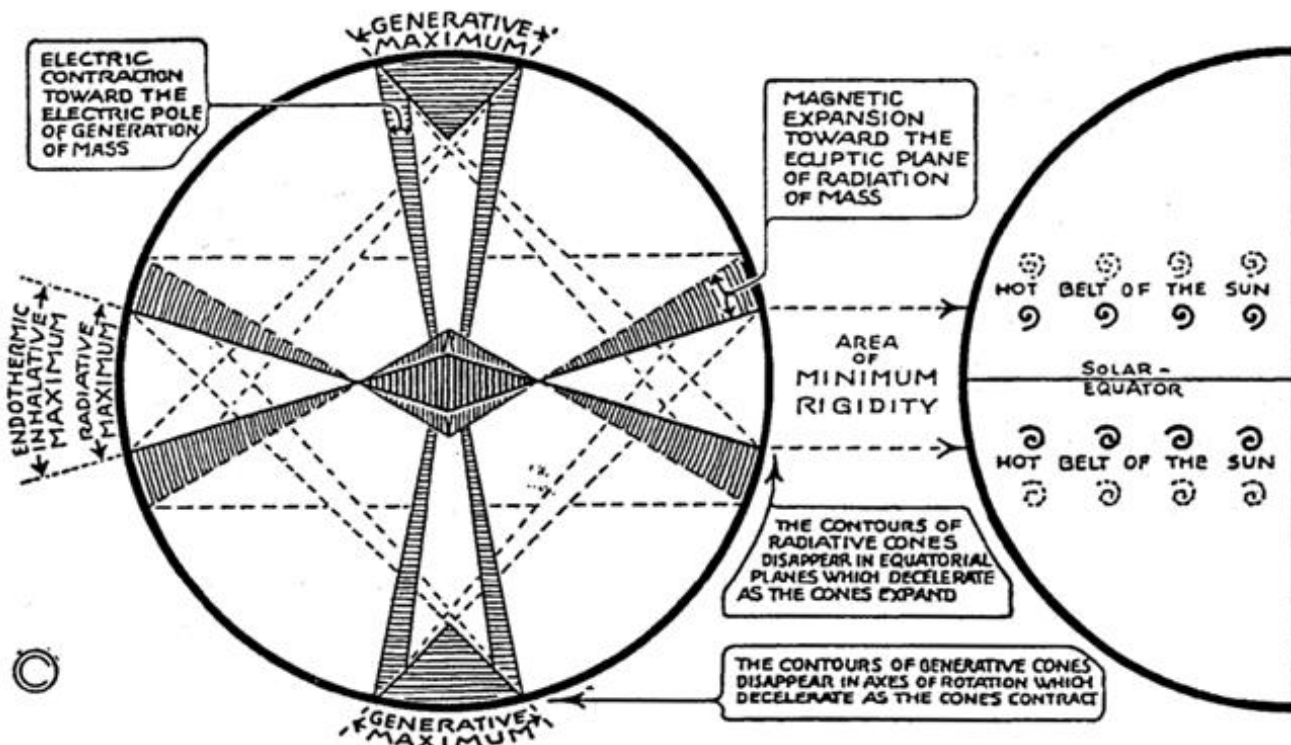 GENERATIVE
MAXIMUM
ELECTRIC
CONTRACTION
TOWARD THE
ELECTRIC POLE
OF GENERATION
OF MASS
MAGNETIC
EXPANSION
TOWARD THE
ECLIPTIC PLANE
OF RADIATION
OF MASS
ENDOTHERMIC
INHALATIVE
MAXIMUM
RADIATIVE
MAXIMUM
AREA
OF
MINIMUM
RIGIDITY
HOT BELT OF THE SUN
SOLAR-
EQUATOR
HOT BELT OF THE SUN
THE CONTOURS OF
RADIATIVE CONES
DISAPPEAR IN EQUATORIAL
PLANES WHICH DECELERATE
AS THE CONES EXPAND
THE CONTOURS OF GENERATIVE CONES
DISAPPEAR IN AXES OF ROTATION WHICH
DECELERATE AS THE CONES CONTRACT
GENERATIVE
MAXIMUM
©